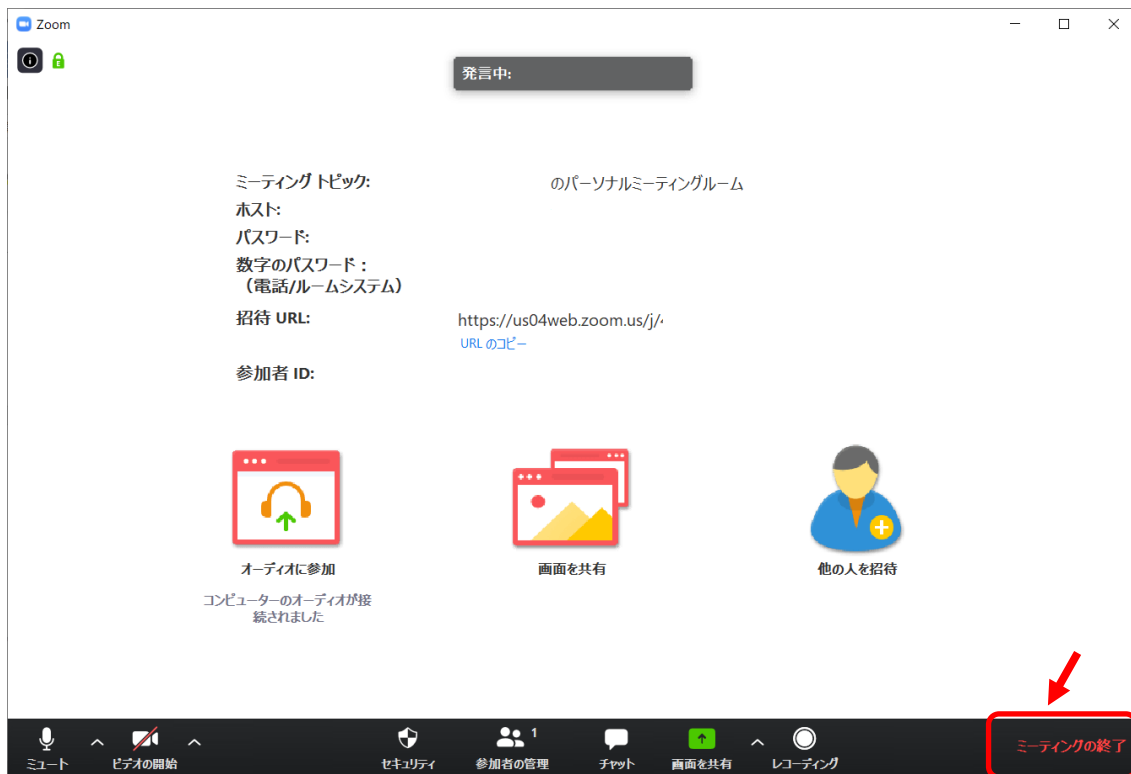 Zoom
発言中:
ミーティング トピック: のパーソナルミーティングルーム
ホスト:
パスワード:
数字のパスワード：
（電話/ルームシステム）
招待 URL: https://us04web.zoom.us/j/
URL のコピー
参加者 ID:
オーディオに参加 画面を共有 他の人を招待
コンピューターのオーディオが接
続されました
1
ミュート ビデオの開始 セキュリティ 参加者の管理 チャット 画面を共有 レコーディング ミーティングの終了